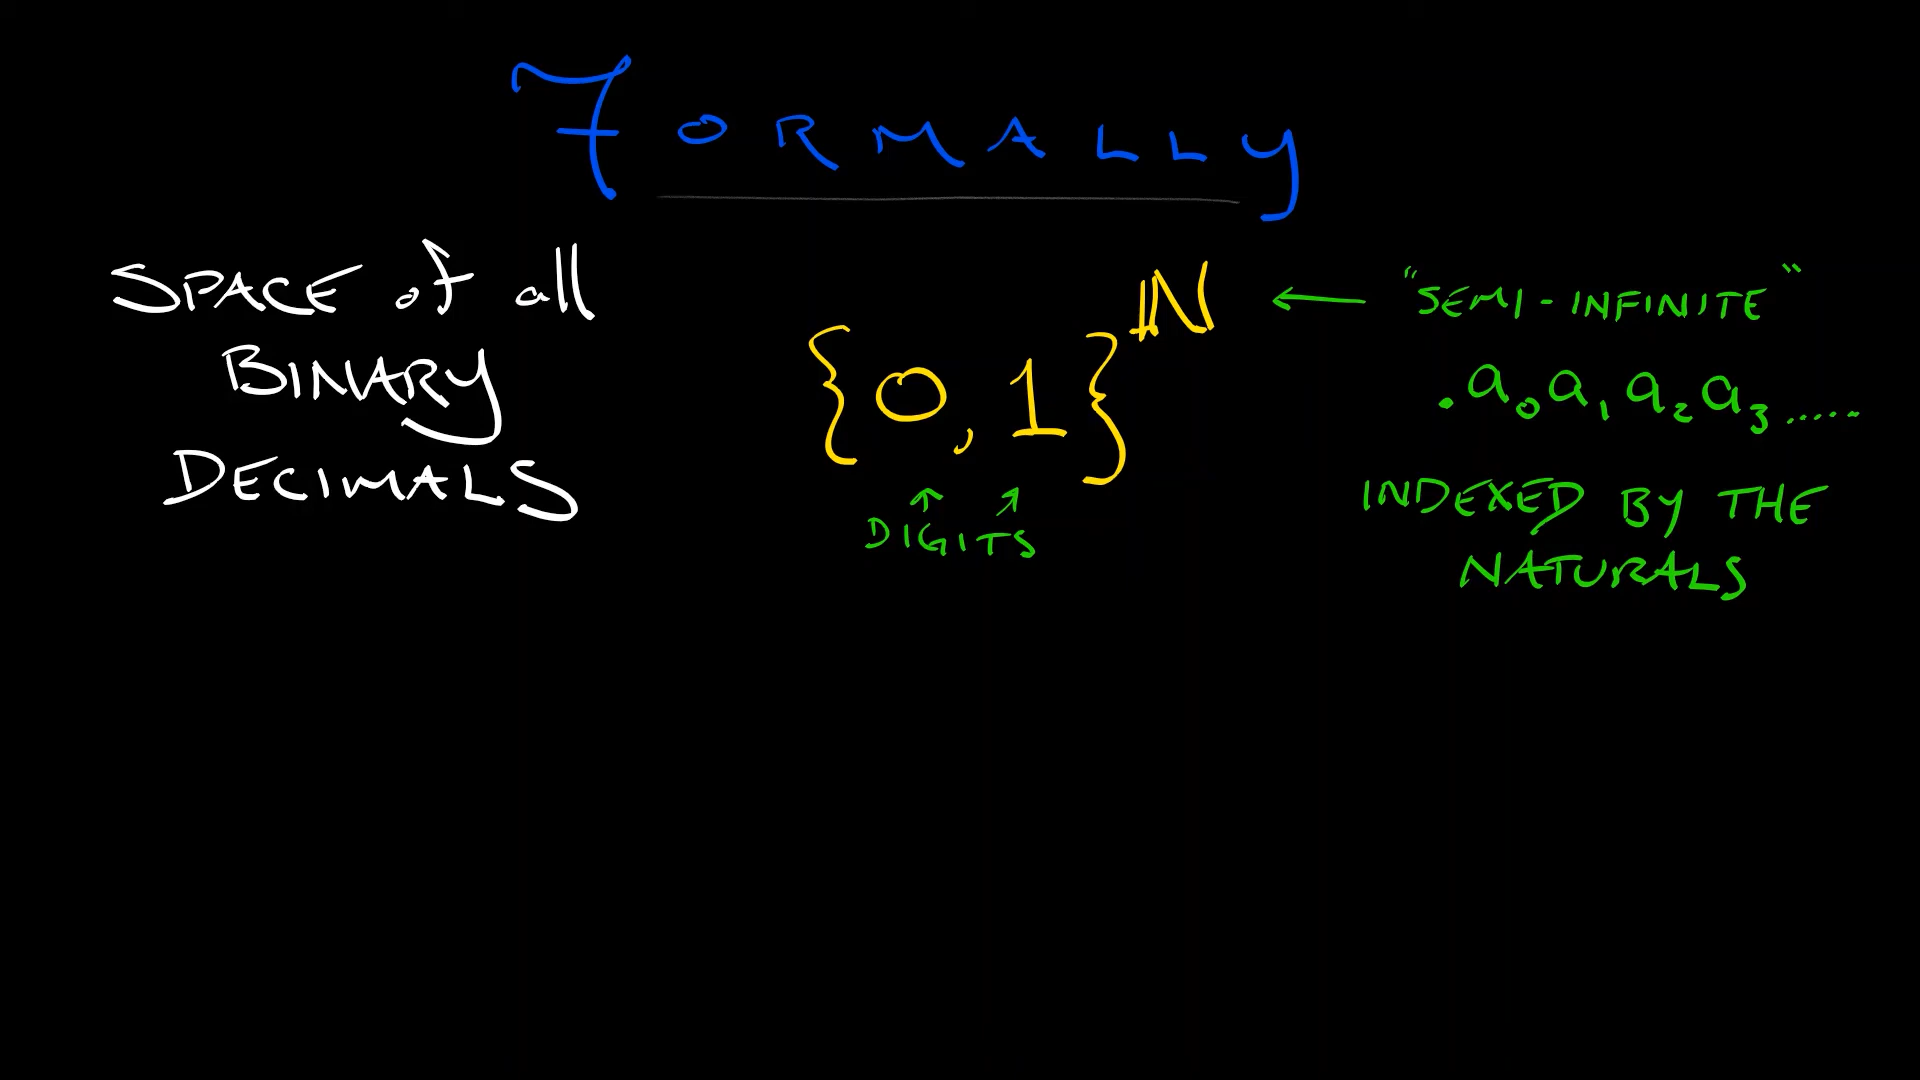 FORMALLY
SPACE of all
BINARY
DECIMALS
{0,1}^ℕ
DIGITS
"SEMI-INFINITE"
.a₀a₁a₂a₃.....
INDEXED BY THE
NATURALS